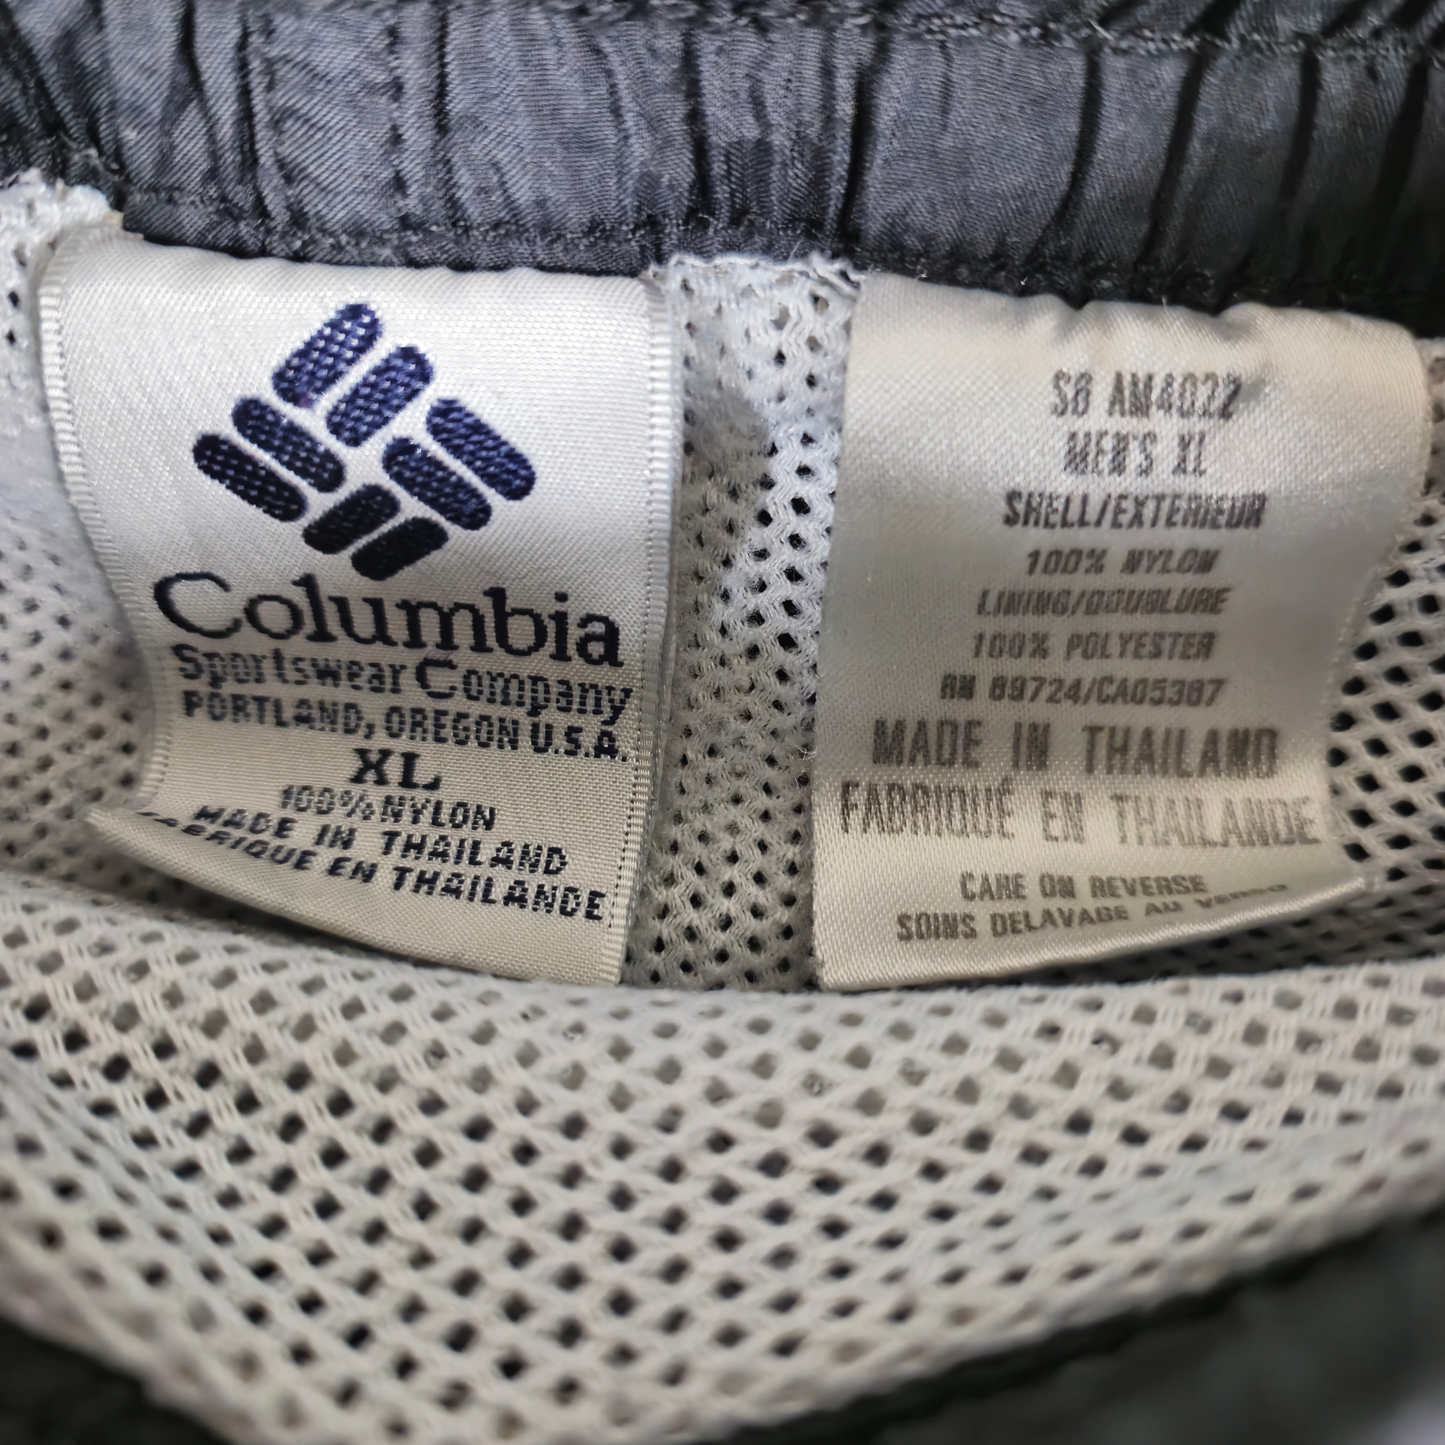 Columbia
Sportswear Company
PORTLAND, OREGON U.S.A.
XL
100% NYLON
MADE IN THAILAND
FABRIQUE EN THAILANDE
S8 AM4022
MEN'S XL
SHELL/EXTERIEUR
100% NYLON
LINING/DOUBLURE
100% POLYESTER
RN 69724/CA05367
MADE IN THAILAND
FABRIQUÉ EN THAILANDE
CARE ON REVERSE
SOINS DELAVAGE AU VERSO